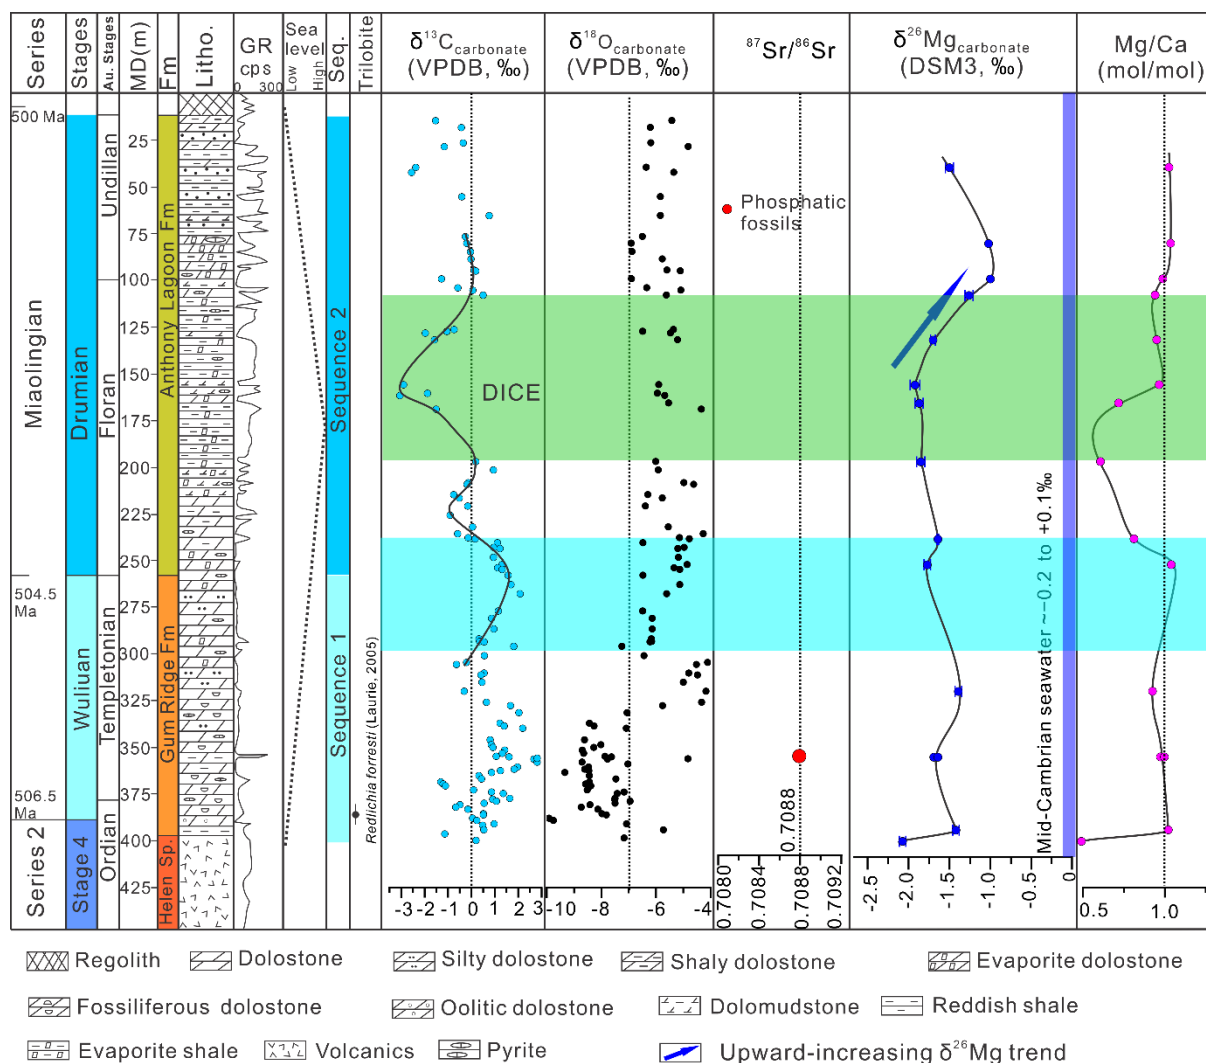 Series
Stages
Au. Stages
MD(m)
Fm
Litho.
GR
cps
0 300
Sea
level
Low
High
Seq.
Trilobite
δ13Ccarbonate
(VPDB, ‰)
δ18Ocarbonate
(VPDB, ‰)
87Sr/86Sr
δ26Mgcarbonate
(DSM3, ‰)
Mg/Ca
(mol/mol)
500 Ma
504.5
Ma
506.5
Ma
Miaolingian
Series 2
Drumian
Wuliuan
Stage 4
Undillan
Floran
Templetonian
Ordian
25
50
75
100
125
150
175
200
225
250
275
300
325
350
375
400
425
Anthony Lagoon Fm
Gum Ridge Fm
Helen Sp.
Sequence 2
Sequence 1
Redlichia forresti (Laurie, 2005)
DICE
Phosphatic
fossils
0.7088
Mid-Cambrian seawater ~−0.2 to +0.1‰
-3 -2 -1 0 1 2 3
-10 -8 -6 -4
0.7080
0.7084
0.7088
0.7092
-2.5
-2.0
-1.5
-1
-0.5
0
0.5 1.0
Regolith
Dolostone
Silty dolostone
Shaly dolostone
Evaporite dolostone
Fossiliferous dolostone
Oolitic dolostone
Dolomudstone
Reddish shale
Evaporite shale
Volcanics
Pyrite
Upward-increasing δ26Mg trend